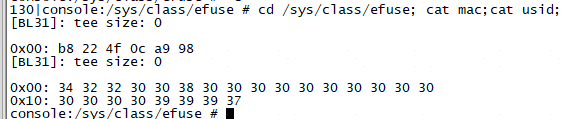 130|console:/sys/class/efuse # cd /sys/class/efuse; cat mac;cat usid;
[BL31]: tee size: 0

0x00: b8 22 4f 0c a9 98
[BL31]: tee size: 0

0x00: 34 32 32 30 30 38 30 30 30 30 30 30 30 30 30 30
0x10: 30 30 30 30 39 39 39 37
console:/sys/class/efuse #